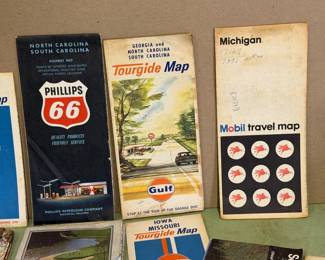 NORTH CAROLINA
SOUTH CAROLINA
HIGHWAY MAP
PHILLIPS
66
QUALITY PRODUCTS
FRIENDLY SERVICE
PHILLIPS PETROLEUM COMPANY
GEORGIA and
NORTH CAROLINA
SOUTH CAROLINA
Tourgide Map
Gulf
STOP AT THE SIGN OF THE ORANGE DISC
Michigan
Mobil travel map
IOWA
MISSOURI
Tourgide Map